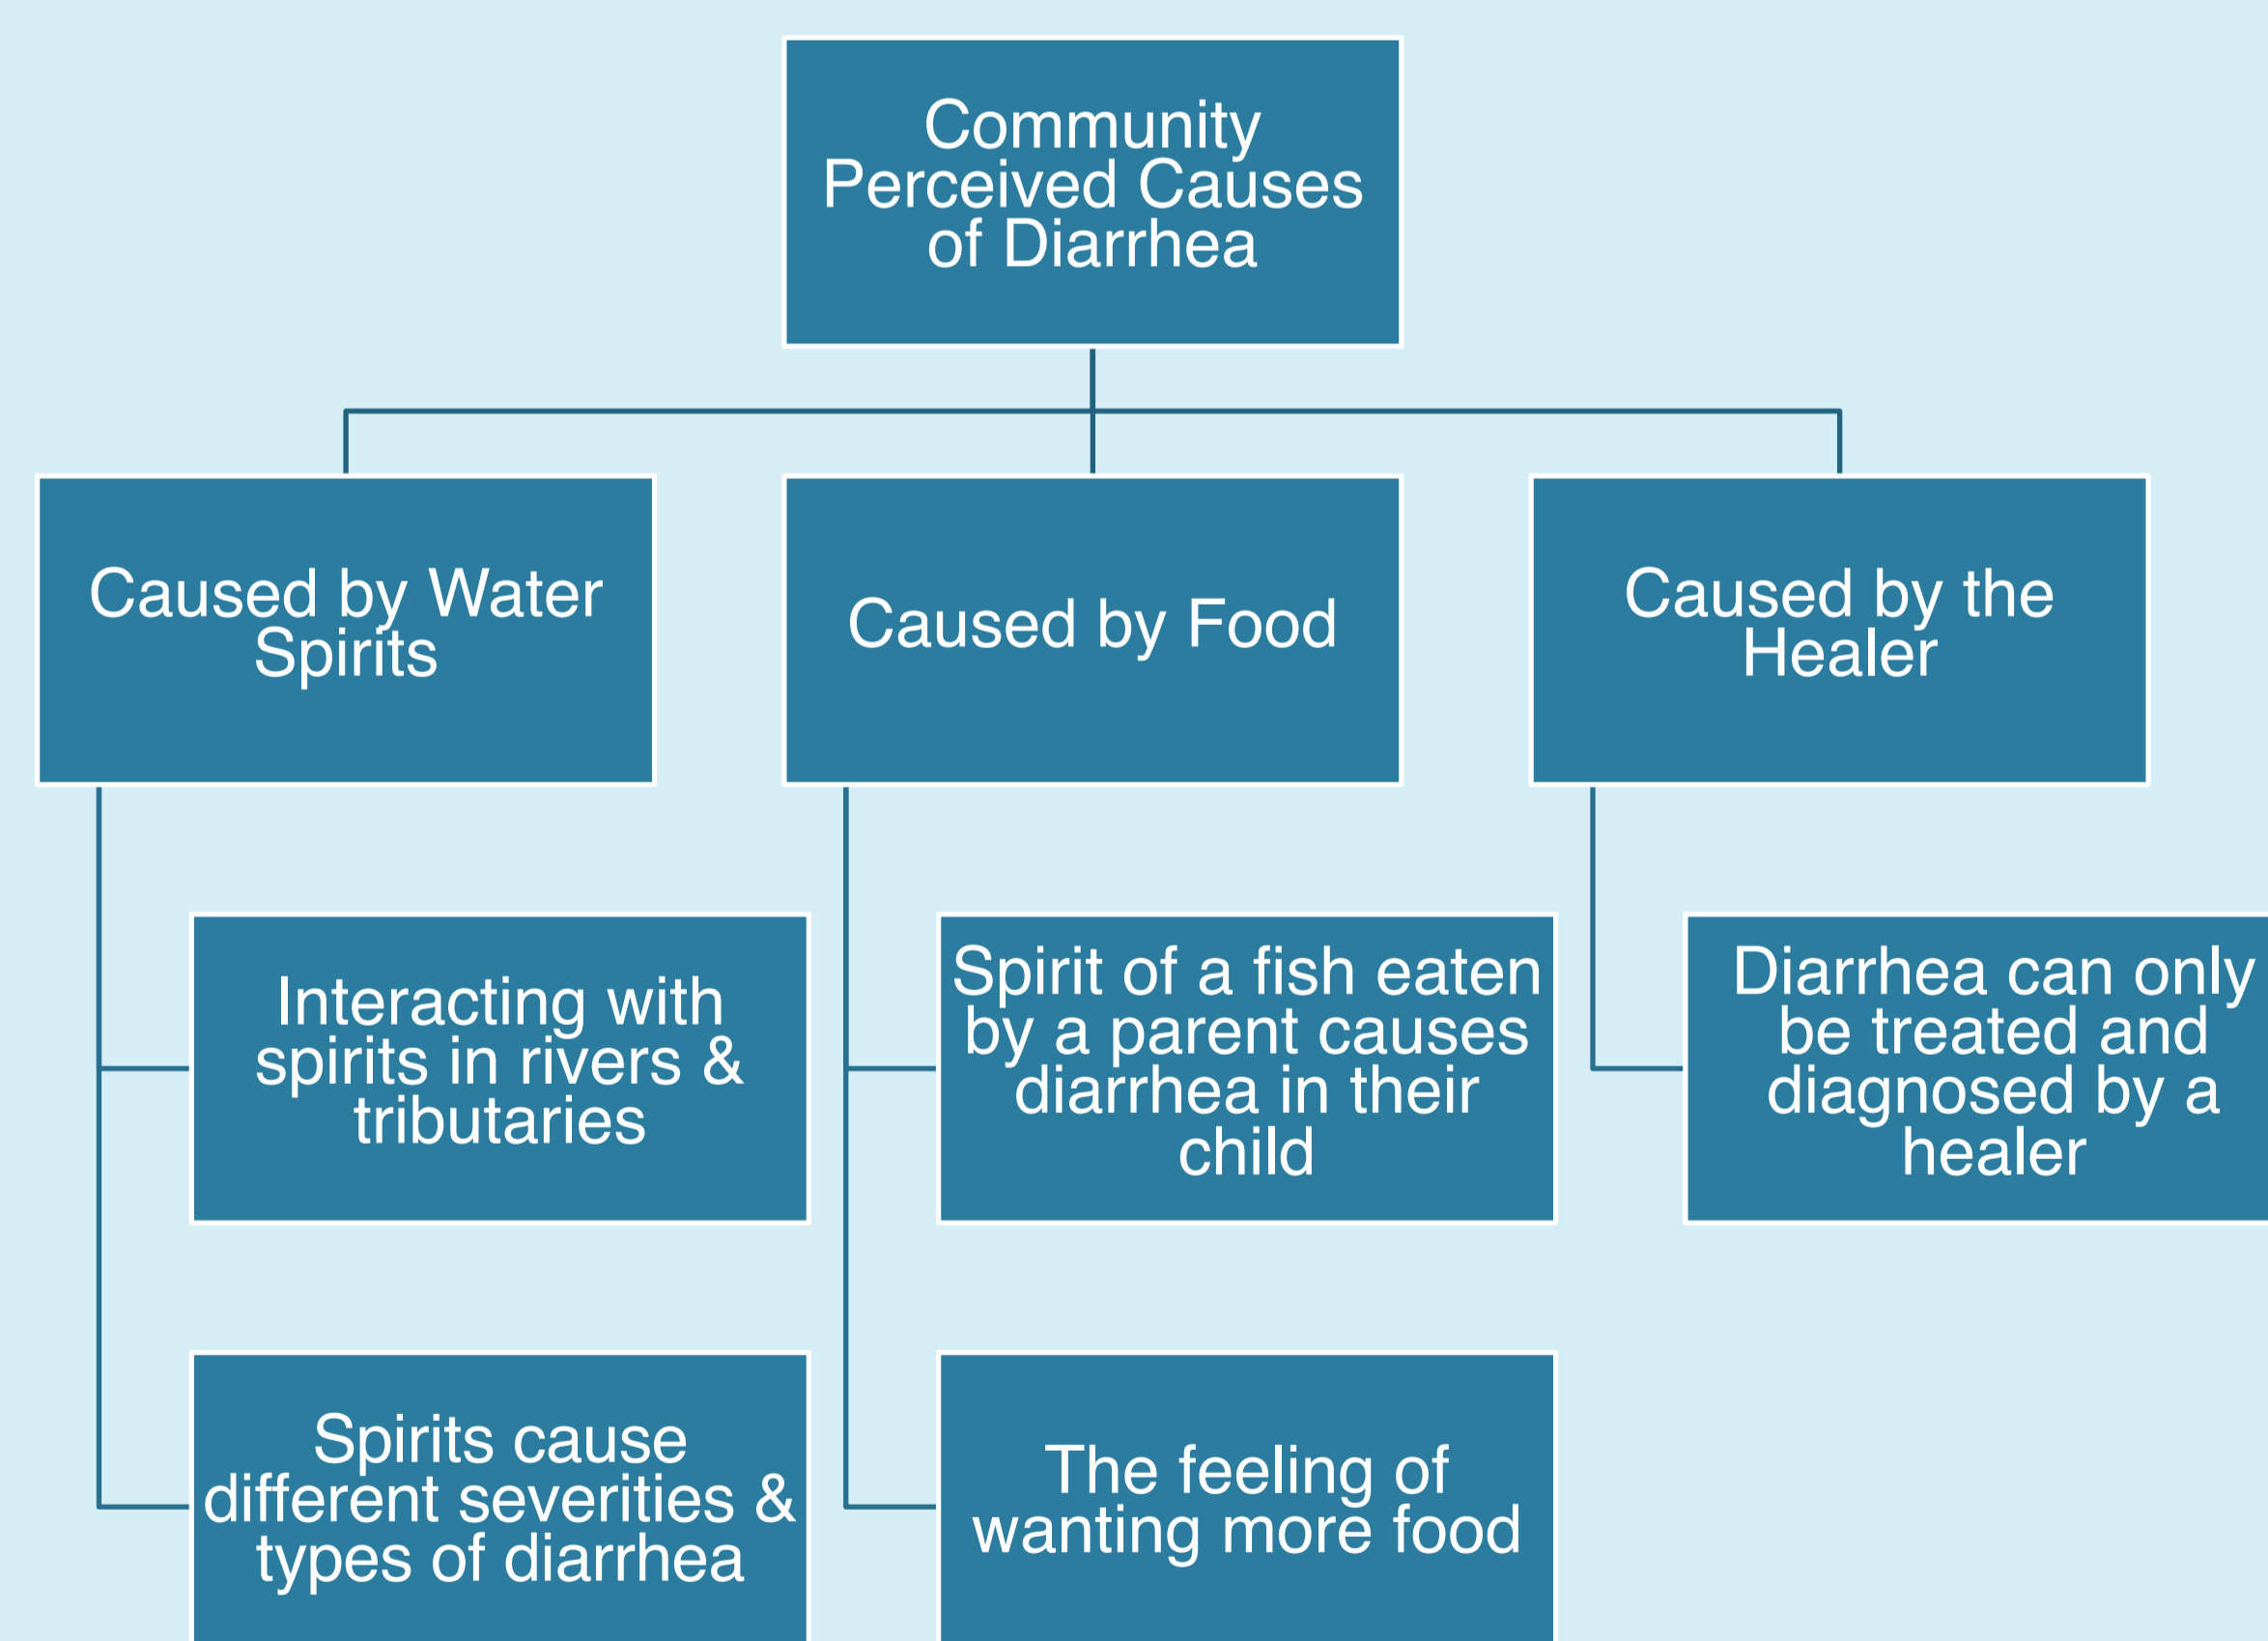 Community
Perceived Causes
of Diarrhea
Caused by Water
Spirits
Caused by Food
Caused by the
Healer
Interacting with
spirits in rivers &
tributaries
Spirit of a fish eaten
by a parent causes
diarrhea in their
child
Diarrhea can only
be treated and
diagnosed by a
healer
Spirits cause
different severities &
types of diarrhea
The feeling of
wanting more food